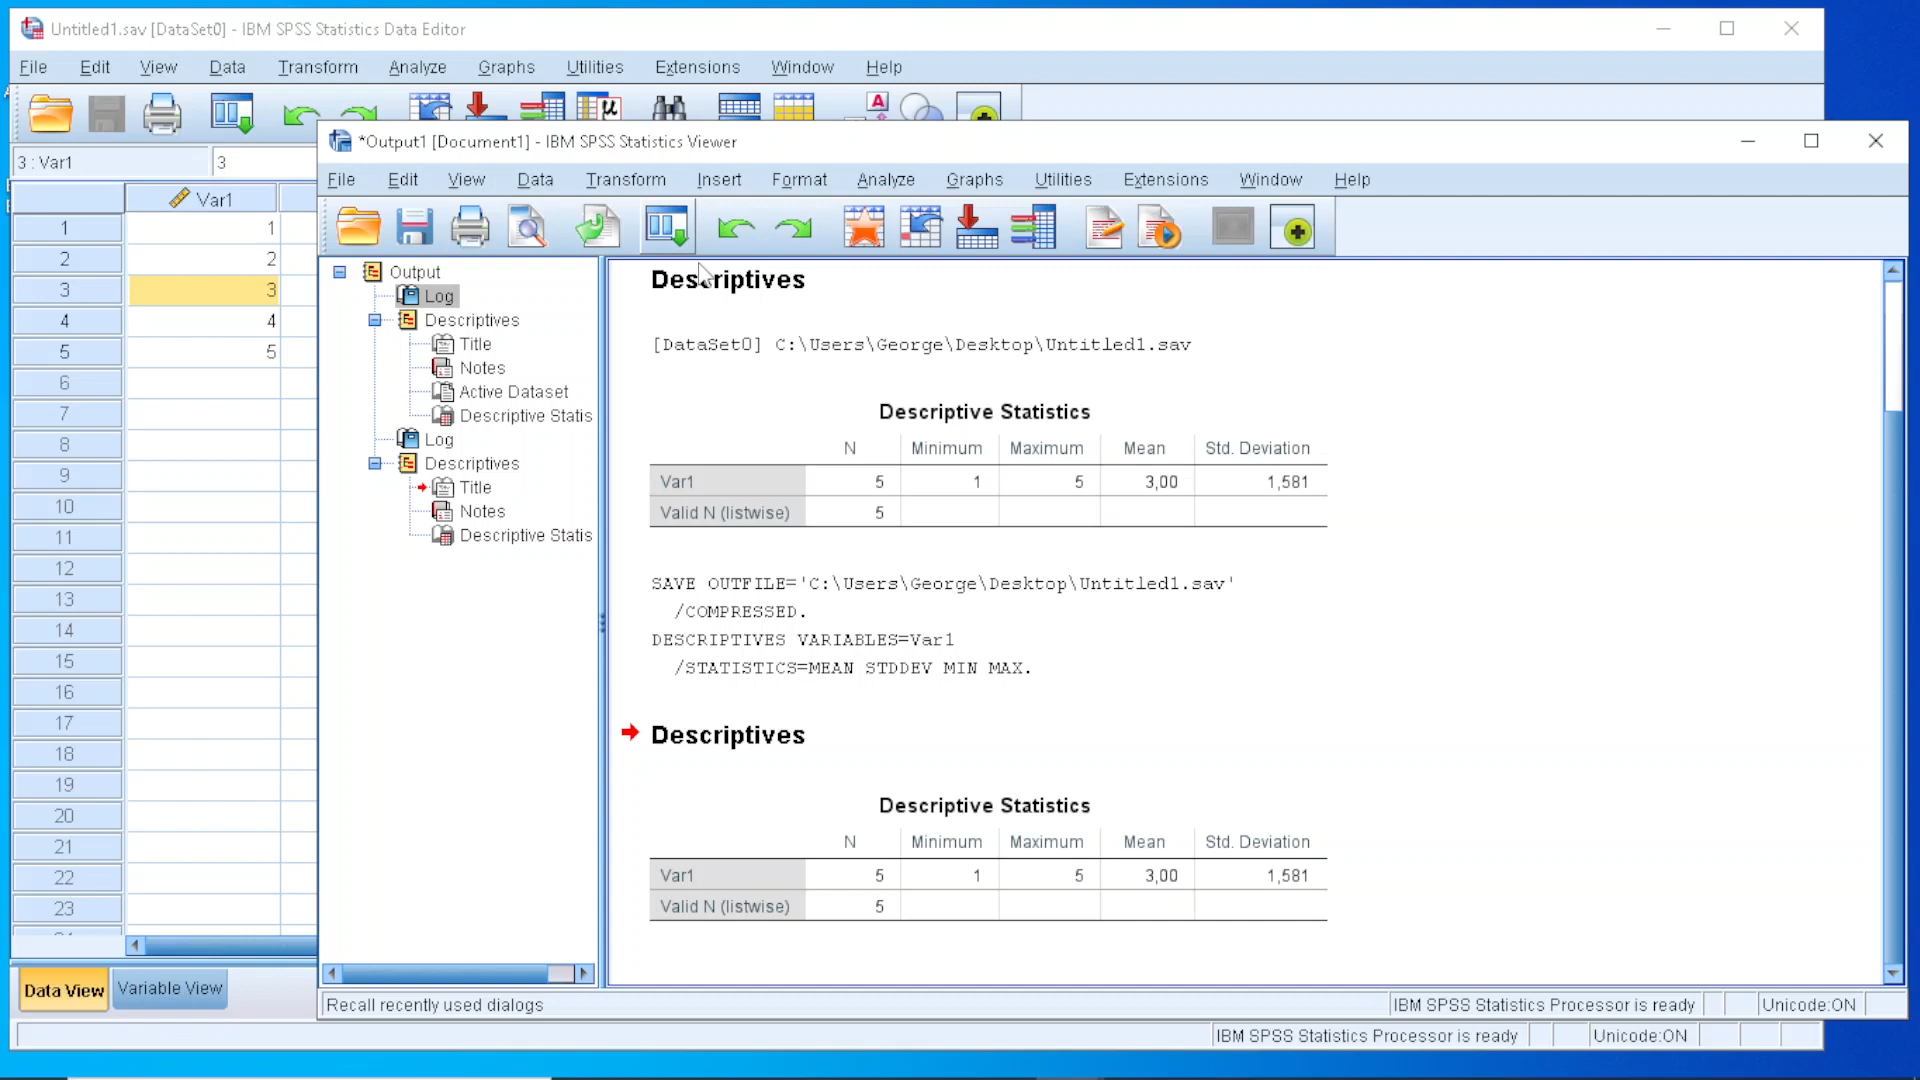 Untitled1.sav [DataSet0] - IBM SPSS Statistics Data Editor
File Edit View Data Transform Analyze Graphs Utilities Extensions Window Help
3 : Var1 3
Var1
1 1
2 2
3 3
4 4
5 5
6
7
8
9
10
11
12
13
14
15
16
17
18
19
20
21
22
23
Data View Variable View
IBM SPSS Statistics Processor is ready Unicode:ON
*Output1 [Document1] - IBM SPSS Statistics Viewer
File Edit View Data Transform Insert Format Analyze Graphs Utilities Extensions Window Help
Output
Log
Descriptives
Title
Notes
Active Dataset
Descriptive Statis
Log
Descriptives
Title
Notes
Descriptive Statis
Descriptives
[DataSet0] C:\Users\George\Desktop\Untitled1.sav
Descriptive Statistics
N Minimum Maximum Mean Std. Deviation
Var1 5 1 5 3,00 1,581
Valid N (listwise) 5
SAVE OUTFILE='C:\Users\George\Desktop\Untitled1.sav'
/COMPRESSED.
DESCRIPTIVES VARIABLES=Var1
/STATISTICS=MEAN STDDEV MIN MAX.
Descriptives
Descriptive Statistics
N Minimum Maximum Mean Std. Deviation
Var1 5 1 5 3,00 1,581
Valid N (listwise) 5
Recall recently used dialogs
IBM SPSS Statistics Processor is ready Unicode:ON